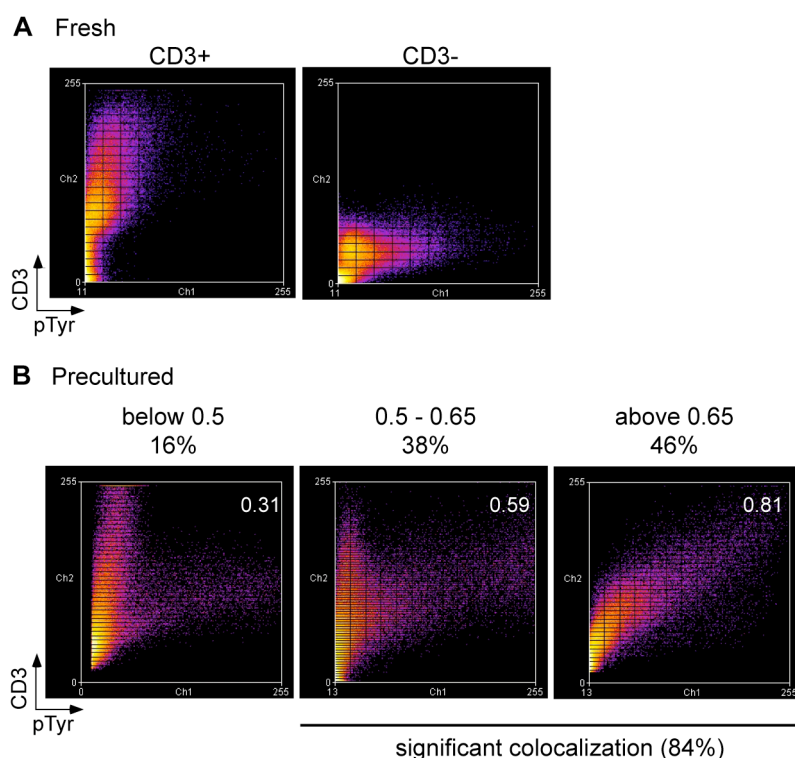 A Fresh
CD3+ CD3-
255 255
Ch2 Ch2
0 0
11 Ch1 255 11 Ch1 255
CD3
pTyr
B Precultured
below 0.5 0.5 - 0.65 above 0.65
16% 38% 46%
255 255 255
0.31 0.59 0.81
Ch2 Ch2 Ch2
0 0 0
0 Ch1 255 13 Ch1 255 13 Ch1 255
CD3
pTyr
significant colocalization (84%)